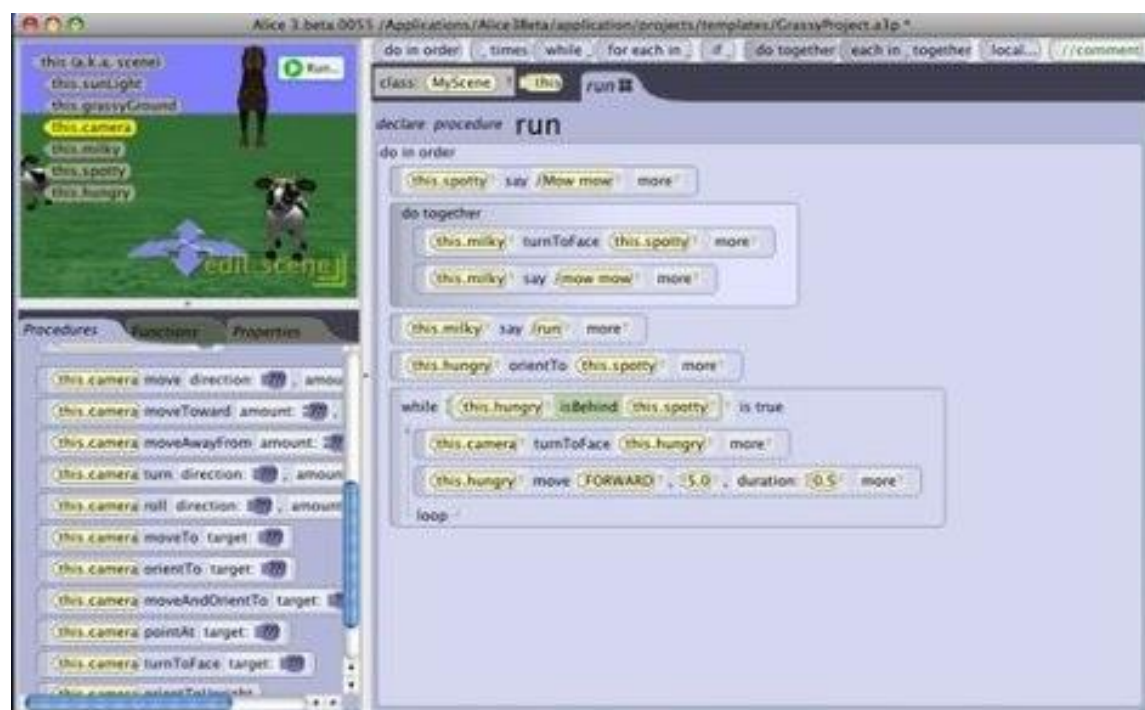 Alice 3 beta 0055 /Applications/Alice3Beta/application/projects/templates/GrassyProject.a3p *
this (a.k.a. scene)
this.sunLight
this.grassyGround
this.camera
this.milky
this.spotty
this.hungry
Run...
edit scene
Procedures Functions Properties
this.camera move direction: ??? , amou
this.camera moveToward amount: ??? ,
this.camera moveAwayFrom amount: ??
this.camera turn direction: ??? , amoun
this.camera roll direction: ??? , amount
this.camera moveTo target: ???
this.camera orientTo target: ???
this.camera moveAndOrientTo target: ??
this.camera pointAt target: ???
this.camera turnToFace target: ???
this.camera orientToUpright
do in order _ times while _ for each in _ if _ do together each in _ together local... //comment
class: MyScene this run
declare procedure run
do in order
this.spotty say /Mow mow more
do together
this.milky turnToFace this.spotty more
this.milky say /mow mow more
this.milky say /run more
this.hungry orientTo this.spotty more
while this.hungry isBehind this.spotty is true
this.camera turnToFace this.hungry more
this.hungry move FORWARD , 5.0 , duration: 0.5 more
loop